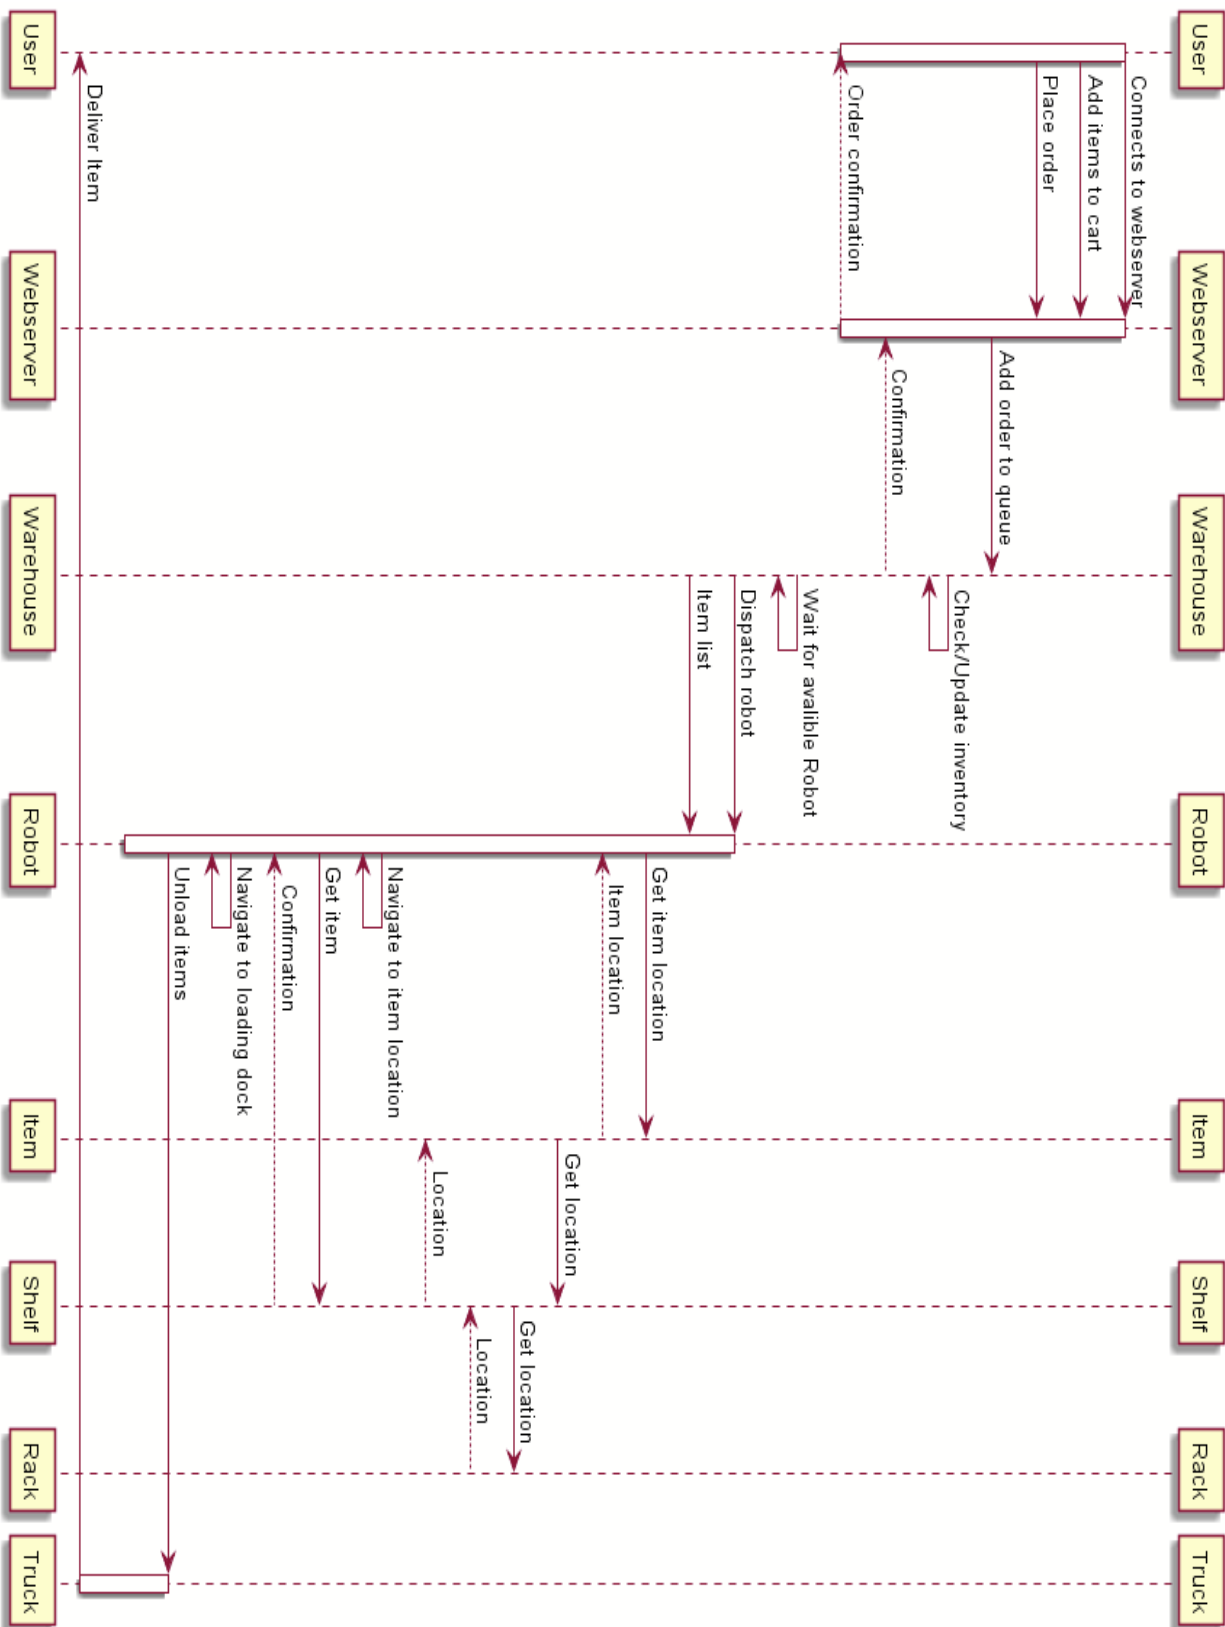 User
Webserver
Warehouse
Robot
Item
Shelf
Rack
Truck
Connects to webserver
Add items to cart
Place order
Add order to queue
Check/Update inventory
Confirmation
Order confirmation
Wait for avalible Robot
Dispatch robot
Item list
Get item location
Item location
Get location
Get location
Location
Location
Navigate to item location
Get item
Confirmation
Navigate to loading dock
Unload items
Deliver Item
User
Webserver
Warehouse
Robot
Item
Shelf
Rack
Truck